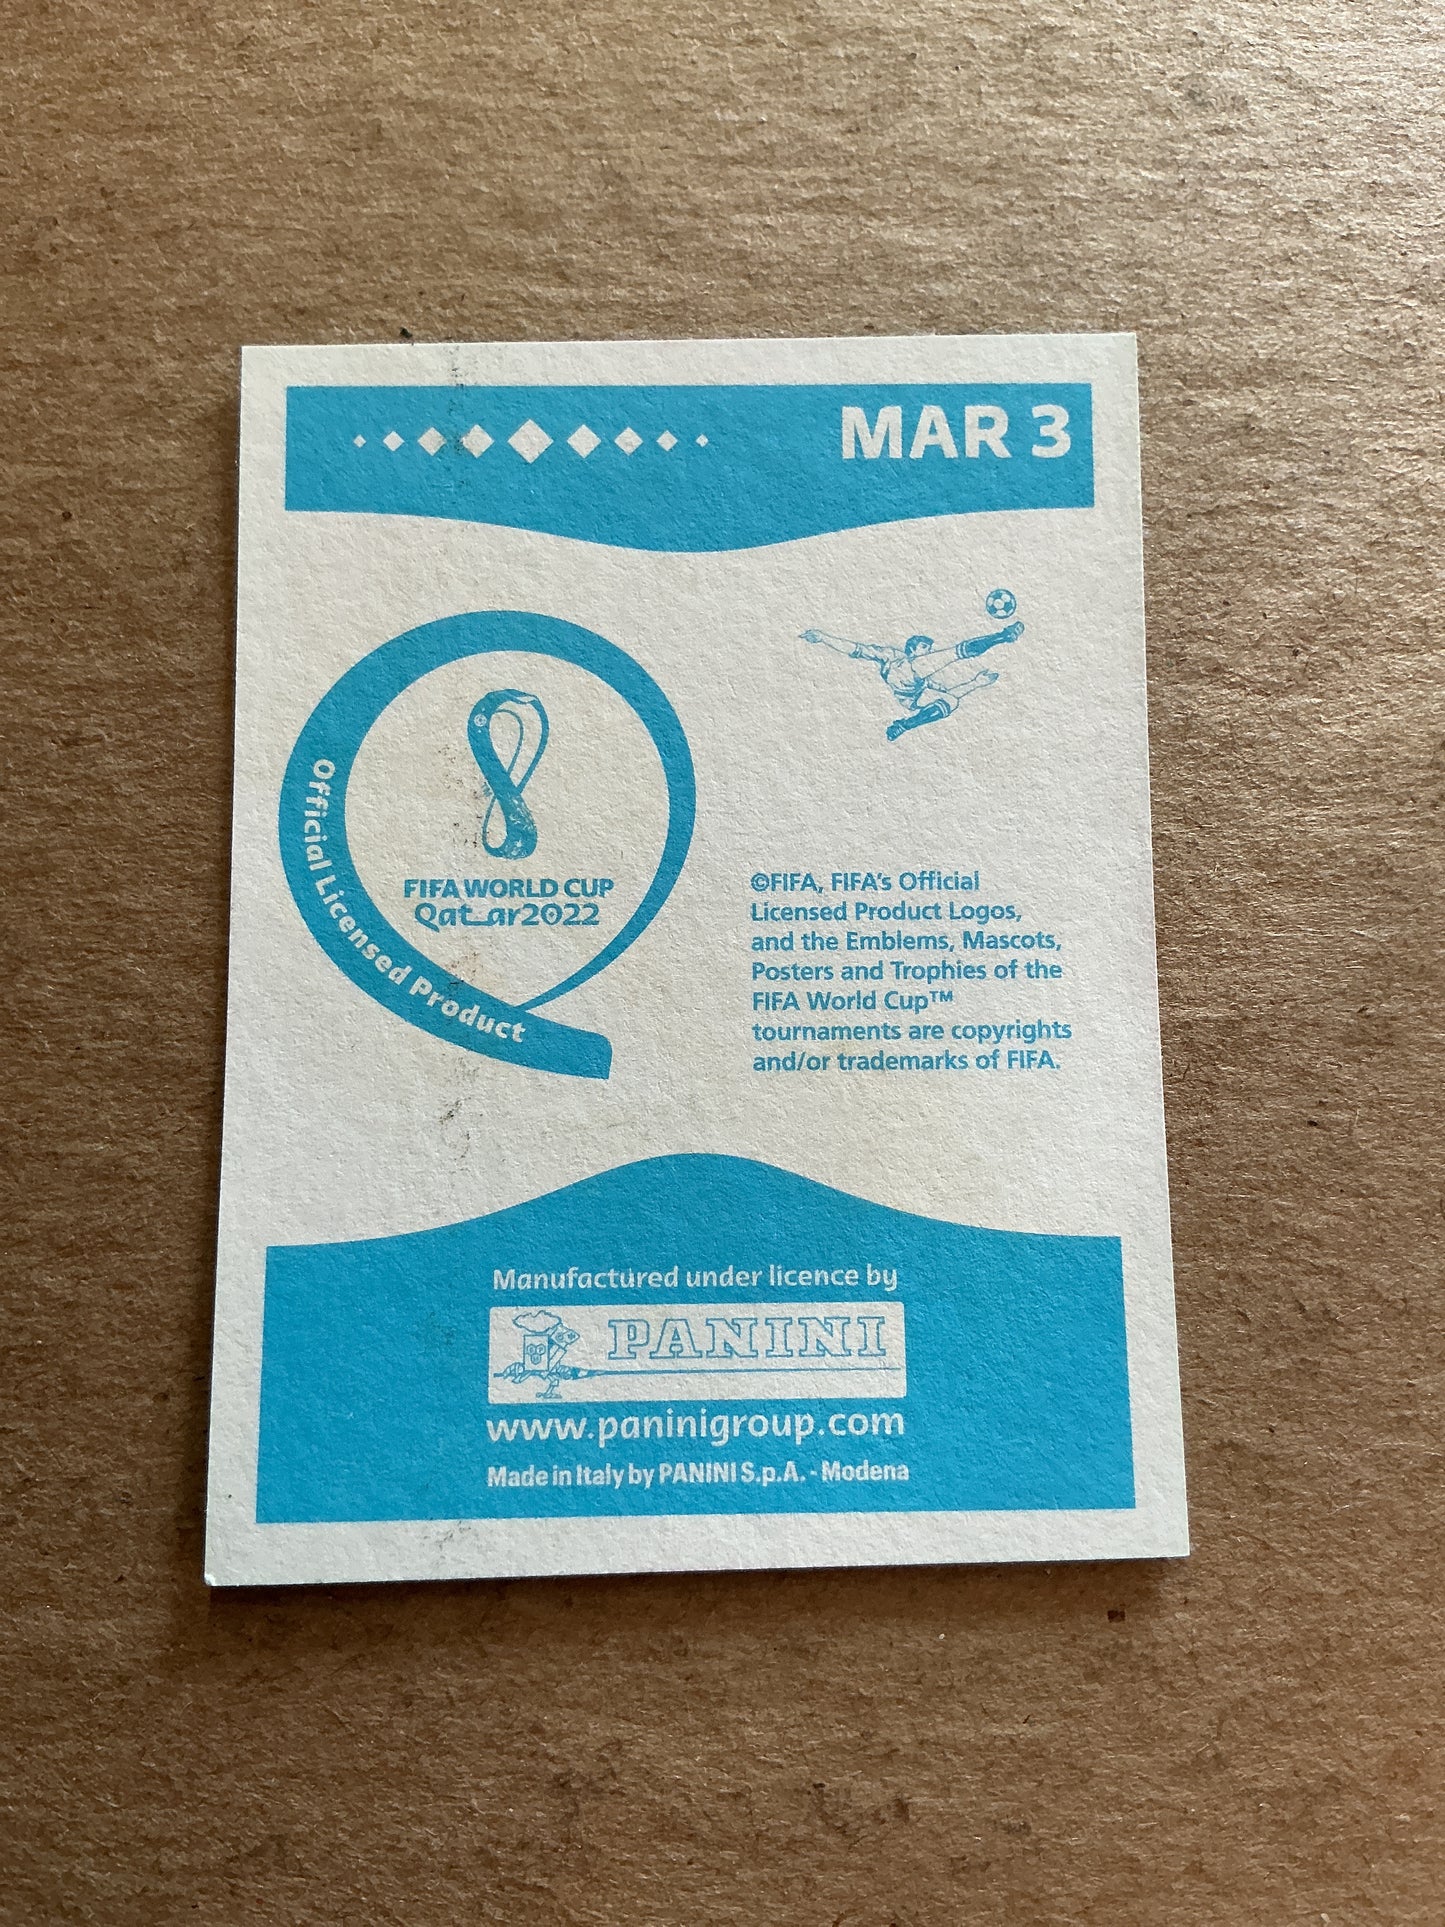 MAR 3
Official Licensed Product
FIFA WORLD CUP
Qatar2022
©FIFA, FIFA's Official
Licensed Product Logos,
and the Emblems, Mascots,
Posters and Trophies of the
FIFA World Cup™
tournaments are copyrights
and/or trademarks of FIFA.
Manufactured under licence by
PANINI
www.paninigroup.com
Made in Italy by PANINI S.p.A. - Modena